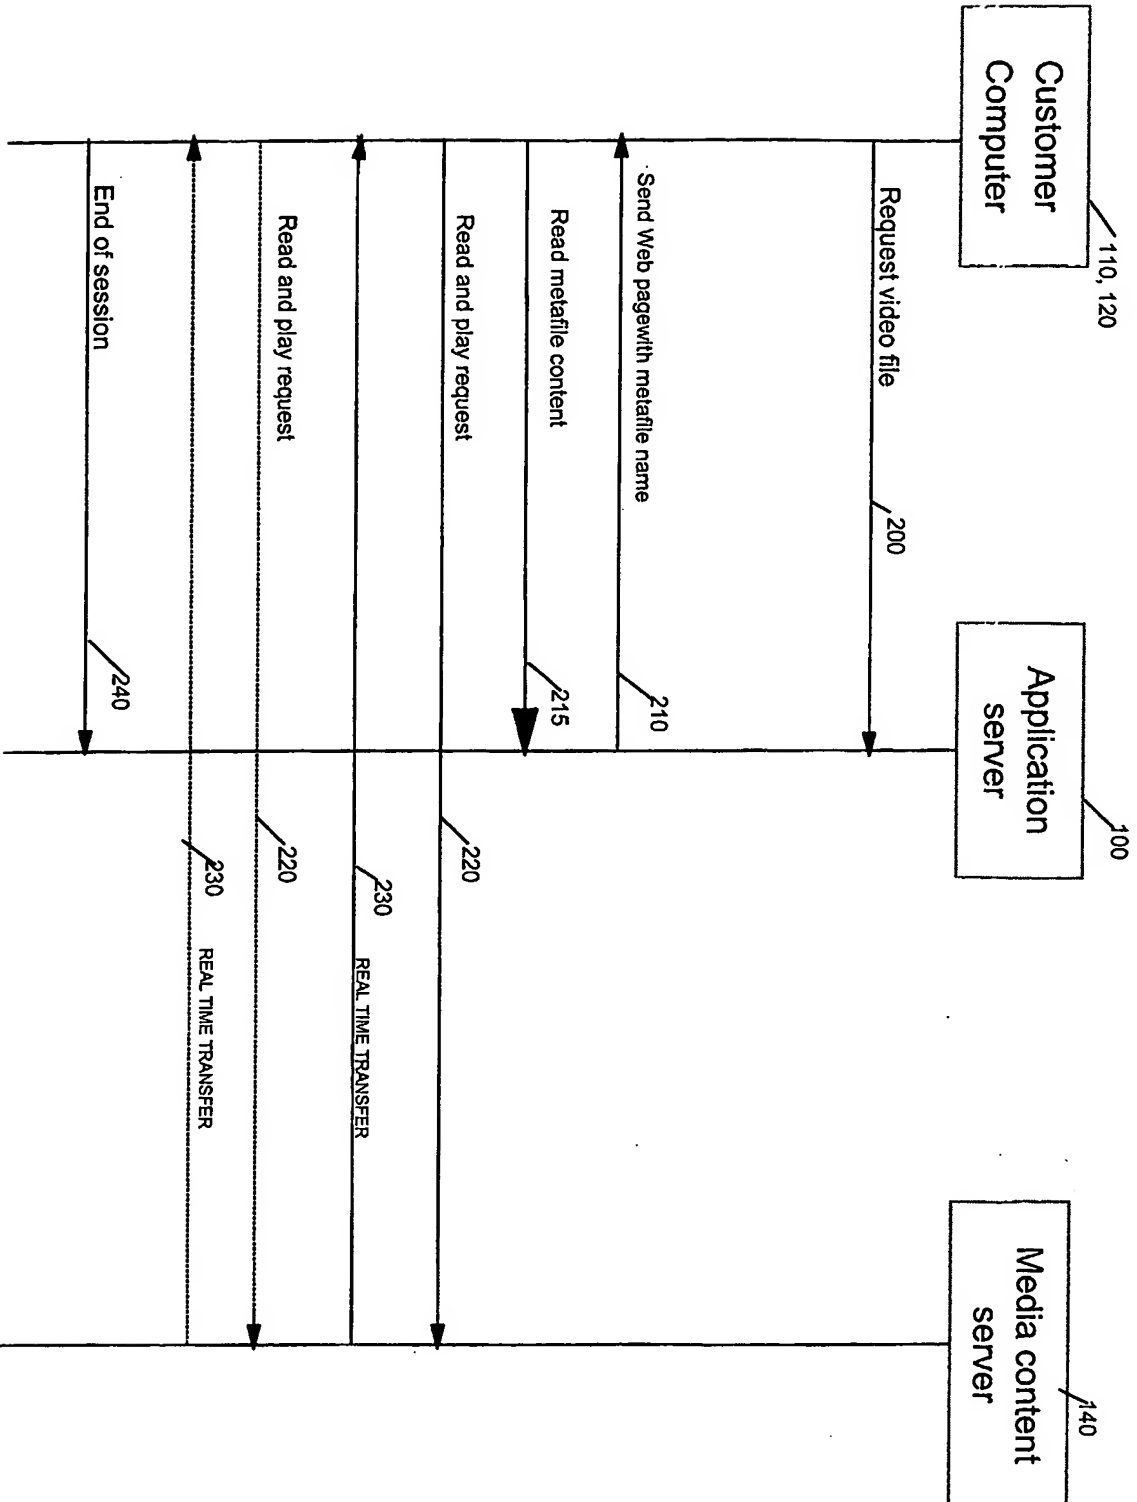 Customer
Computer
110, 120
Application
server
100
Media content
server
140
Request video file
200
Send Web pagewith metafile name
210
Read metafile content
215
Read and play request
220
230
REAL TIME TRANSFER
Read and play request
220
230
REAL TIME TRANSFER
End of session
240